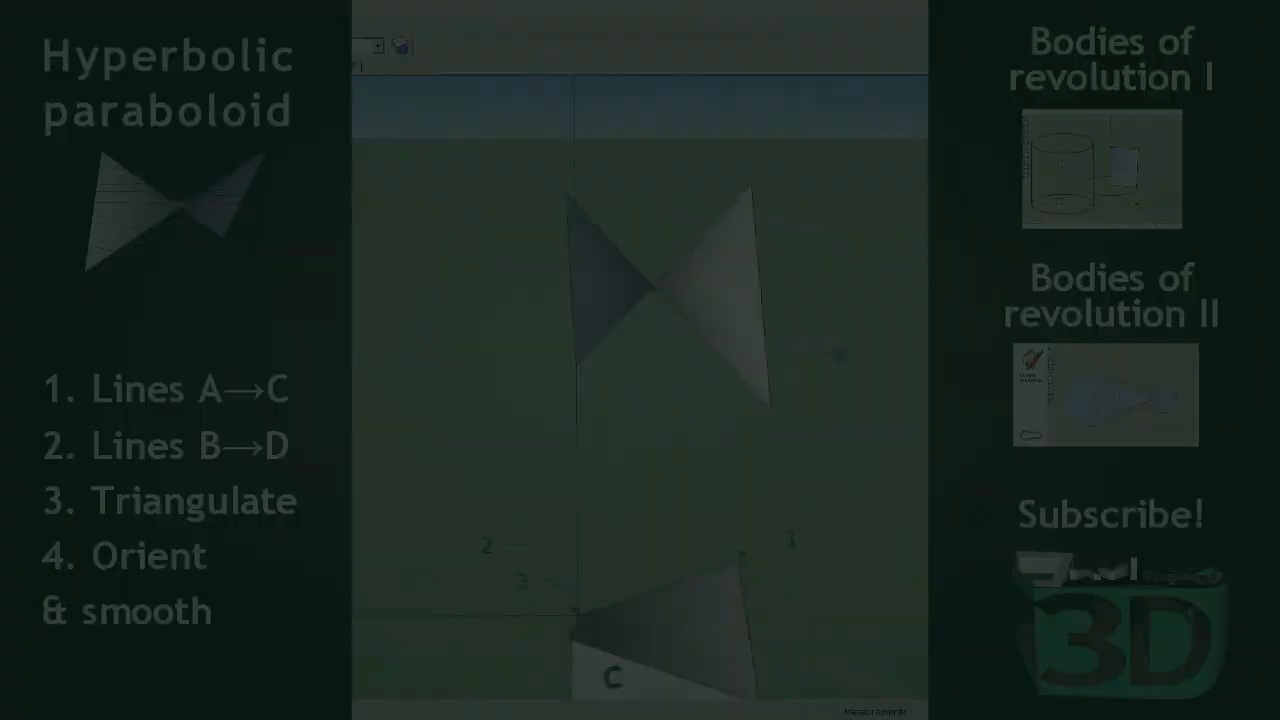 Hyperbolic
paraboloid
1. Lines A→C
2. Lines B→D
3. Triangulate
4. Orient
& smooth
2
3
1
C
Measurements
Bodies of
revolution I
Bodies of
revolution II
Subscribe!
3D